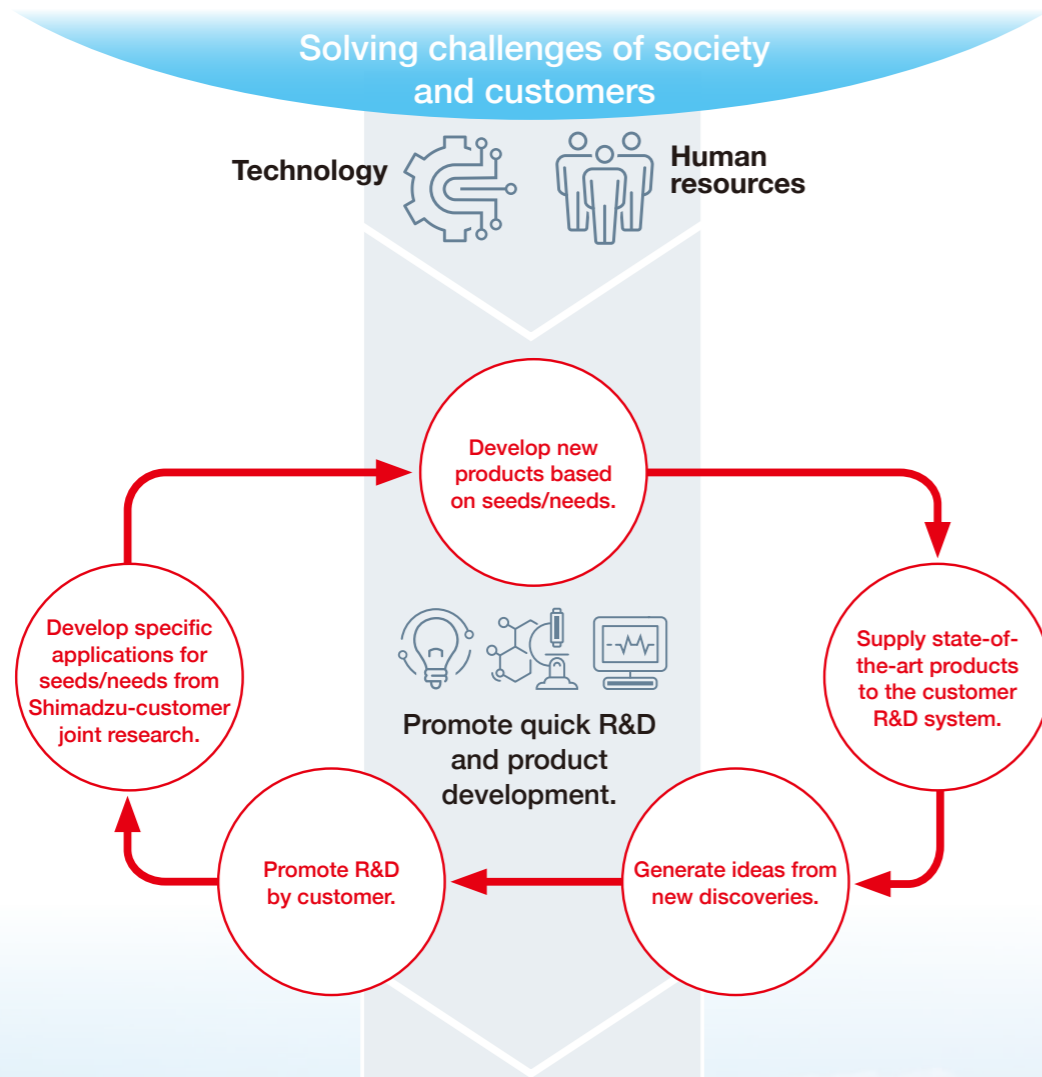 Solving challenges of society
and customers
Technology
Human
resources
Develop new
products based
on seeds/needs.
Supply state-of-
the-art products
to the customer
R&D system.
Generate ideas from
new discoveries.
Promote R&D
by customer.
Develop specific
applications for
seeds/needs from
Shimadzu-customer
joint research.
Promote quick R&D
and product
development.